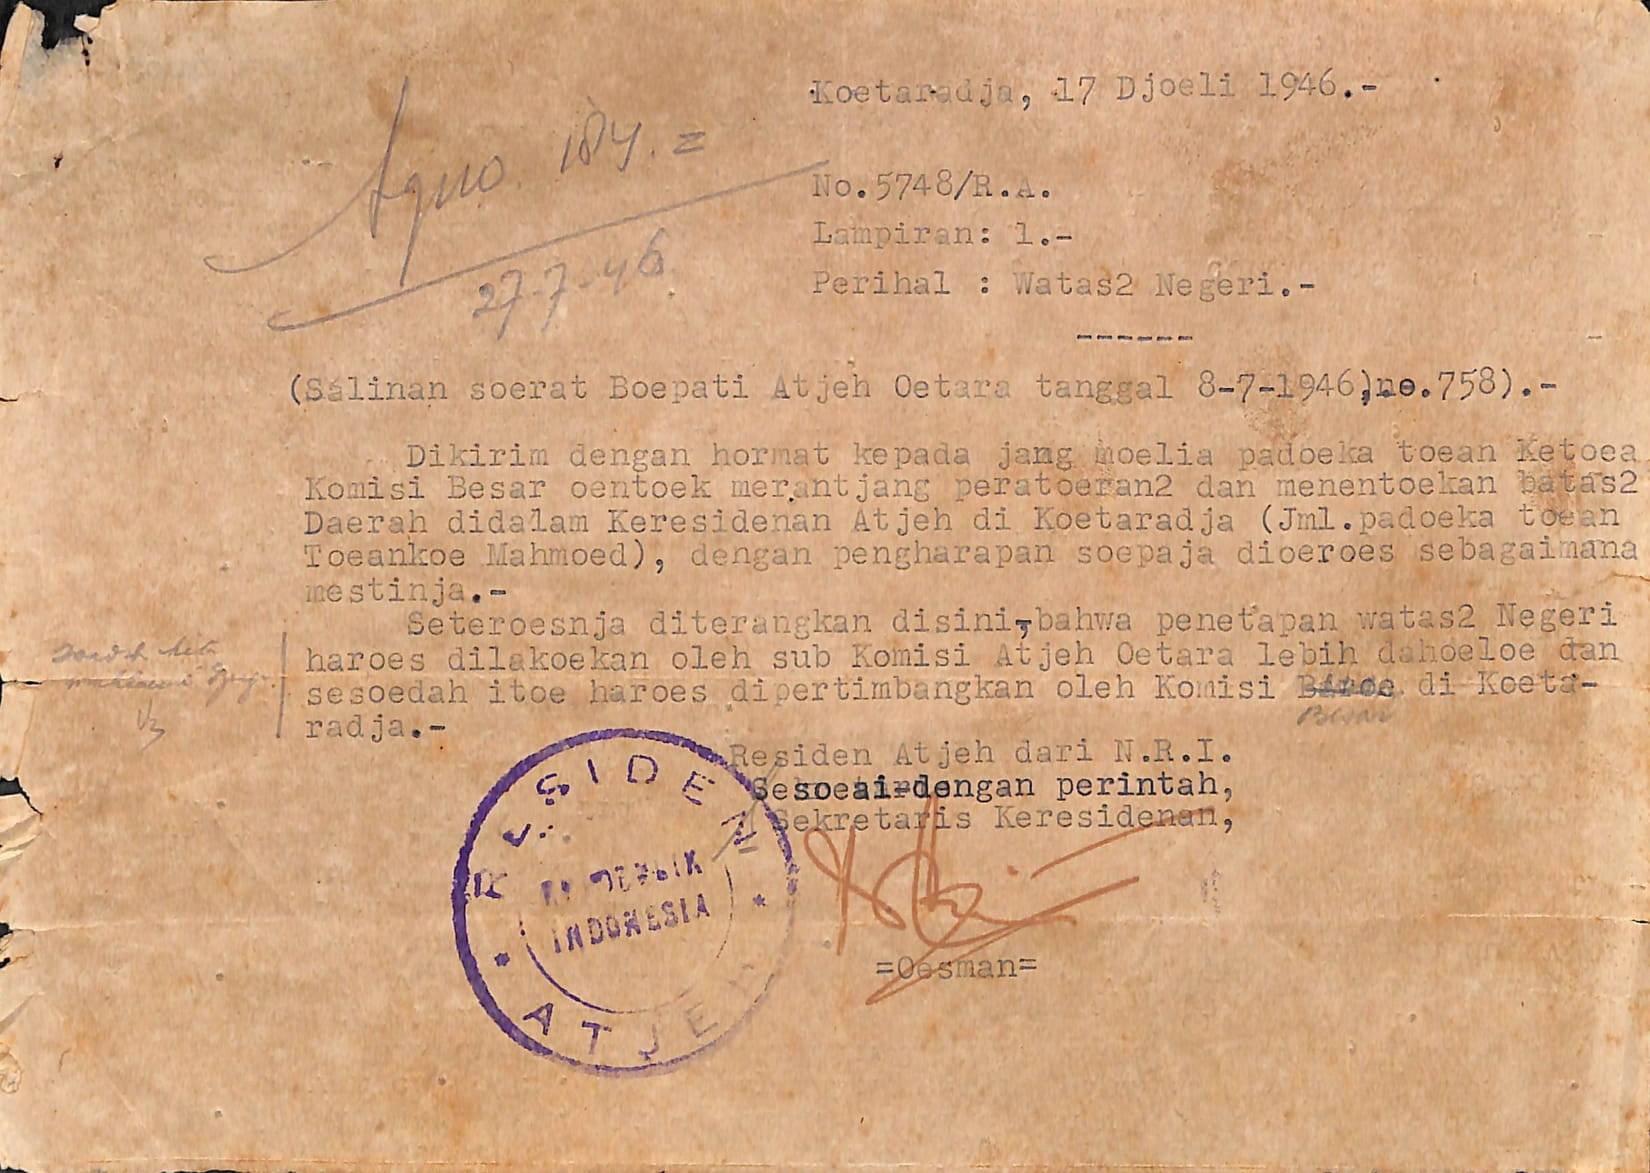 Koetaradja, 17 Djoeli 1946.-
184. =
27-7-46
No.5748/R.A.
Lampiran: 1.-
Perihal : Watas2 Negeri.-
------
(Salinan soerat Boepati Atjeh Oetara tanggal 8-7-1946,no.758).-
Dikirim dengan hormat kepada jang moelia padoeka toean Ketoea
Komisi Besar oentoek merantjang peratoeran2 dan menentoekan batas2
Daerah didalam Keresidenan Atjeh di Koetaradja (Jml.padoeka toean
Toeankoe Mahmoed), dengan pengharapan soepaja dioeroes sebagaimana
mestinja.-
Seteroesnja diterangkan disini,bahwa penetapan watas2 Negeri
haroes dilakoekan oleh sub Komisi Atjeh Oetara lebih dahoeloe dan
sesoedah itoe haroes dipertimbangkan oleh Komisi di Koeta-
Besar
radja.-
Residen Atjeh dari N.R.I.
Sesoeai dengan perintah,
Sekretaris Keresidenan,
=Oesman=
RESIDEN
REPOEBLIK
INDONESIA
* ATJEH *